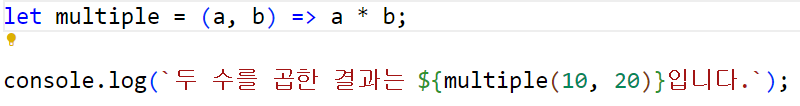 let multiple = (a, b) => a * b;
console.log(`두 수를 곱한 결과는 ${multiple(10, 20)}입니다.`);